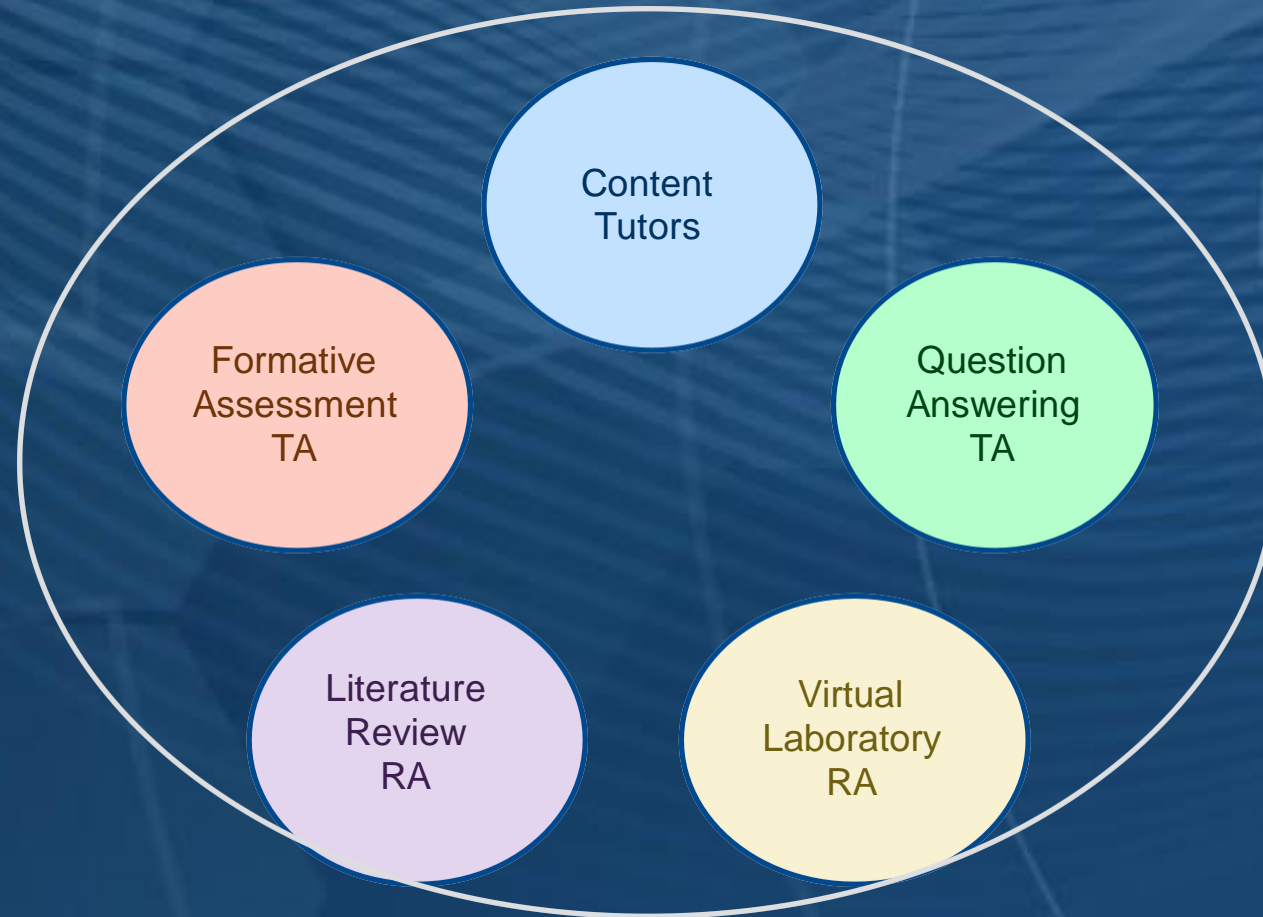 Content
Tutors
Formative
Assessment
TA
Question
Answering
TA
Literature
Review
RA
Virtual
Laboratory
RA